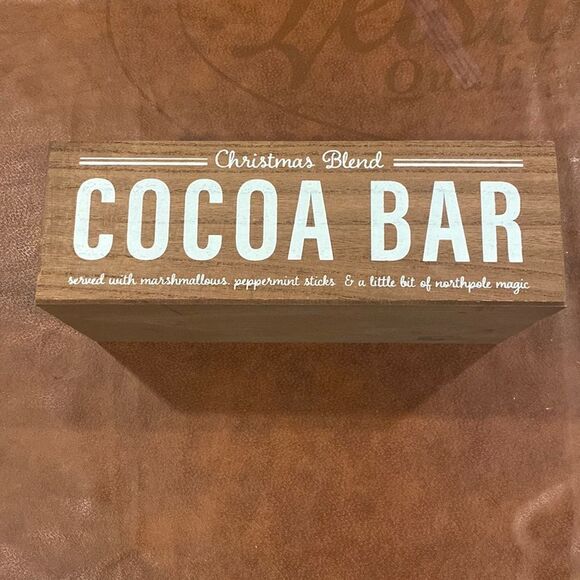 Christmas Blend
COCOA BAR
served with marshmallows, peppermint sticks & a little bit of northpole magic